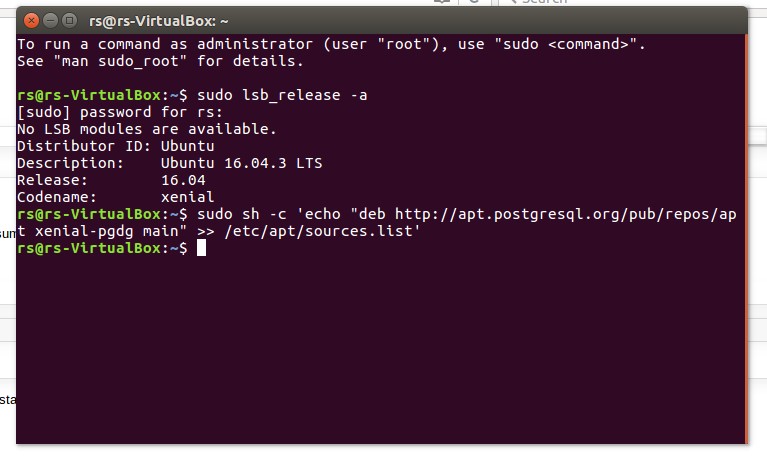 Search
rs@rs-VirtualBox: ~
To run a command as administrator (user "root"), use "sudo <command>".
See "man sudo_root" for details.
rs@rs-VirtualBox:~$ sudo lsb_release -a
[sudo] password for rs:
No LSB modules are available.
Distributor ID: Ubuntu
Description:    Ubuntu 16.04.3 LTS
Release:        16.04
Codename:       xenial
rs@rs-VirtualBox:~$ sudo sh -c 'echo "deb http://apt.postgresql.org/pub/repos/ap
t xenial-pgdg main" >> /etc/apt/sources.list'
rs@rs-VirtualBox:~$